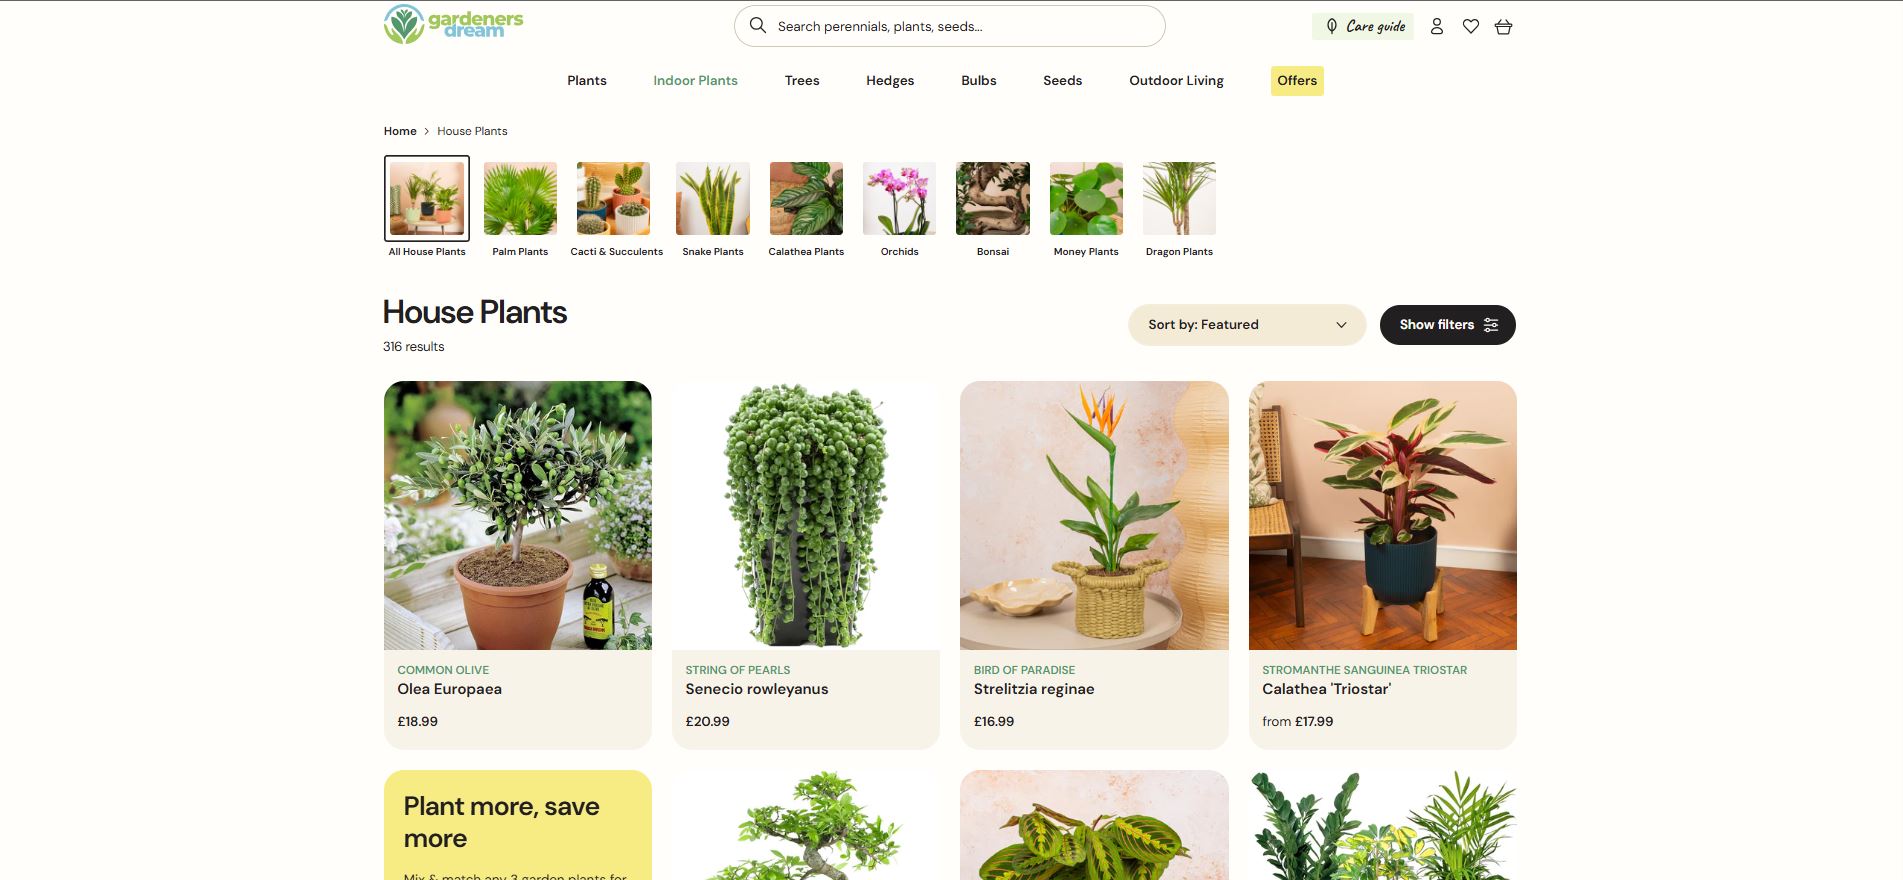 gardeners
dream
Search perennials, plants, seeds...
Care guide
Plants
Indoor Plants
Trees
Hedges
Bulbs
Seeds
Outdoor Living
Offers
Home > House Plants
All House Plants
Palm Plants
Cacti & Succulents
Snake Plants
Calathea Plants
Orchids
Bonsai
Money Plants
Dragon Plants
House Plants
316 results
Sort by: Featured
Show filters
COMMON OLIVE
Olea Europaea
£18.99
STRING OF PEARLS
Senecio rowleyanus
£20.99
BIRD OF PARADISE
Strelitzia reginae
£16.99
STROMANTHE SANGUINEA TRIOSTAR
Calathea 'Triostar'
from £17.99
Plant more, save
more
Mix & match any 3 garden plants for